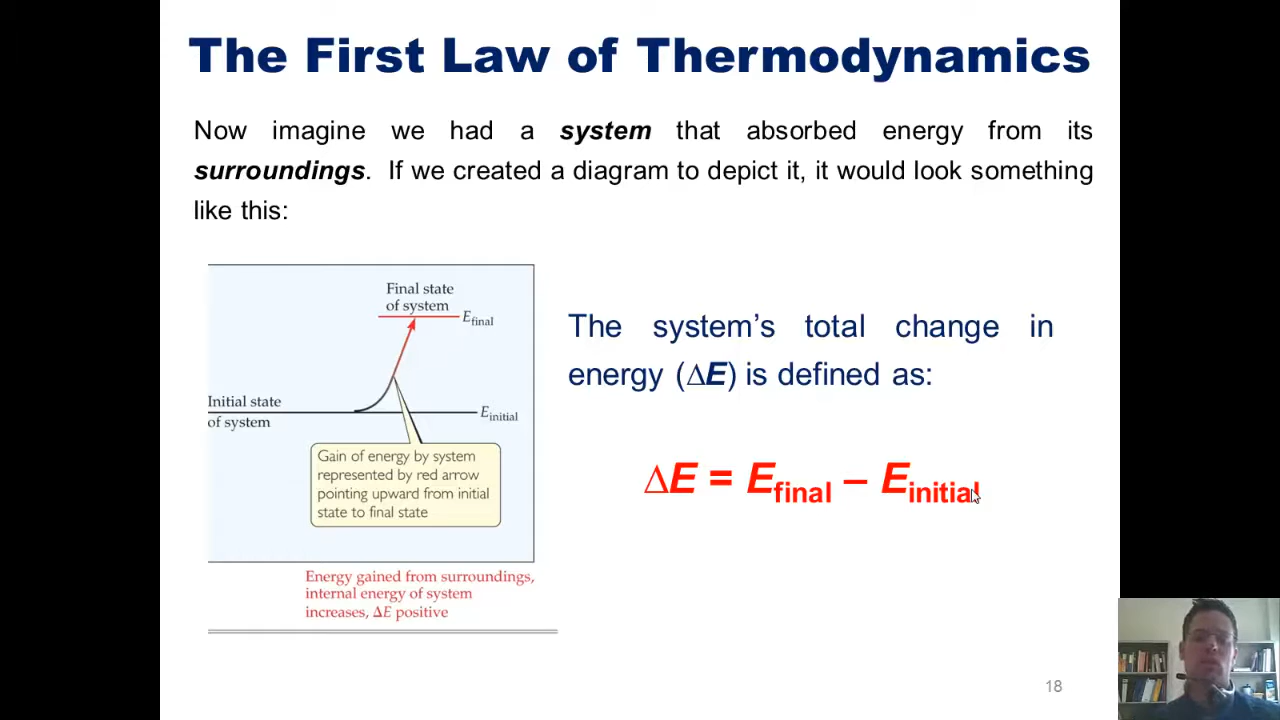 The First Law of Thermodynamics
Now imagine we had a system that absorbed energy from its
surroundings. If we created a diagram to depict it, it would look something
like this:
Final state
of system
Efinal
Initial state
of system
Einitial
Gain of energy by system
represented by red arrow
pointing upward from initial
state to final state
Energy gained from surroundings,
internal energy of system
increases, ΔE positive
The system’s total change in
energy (ΔE) is defined as:
ΔE = Efinal – Einitial
18